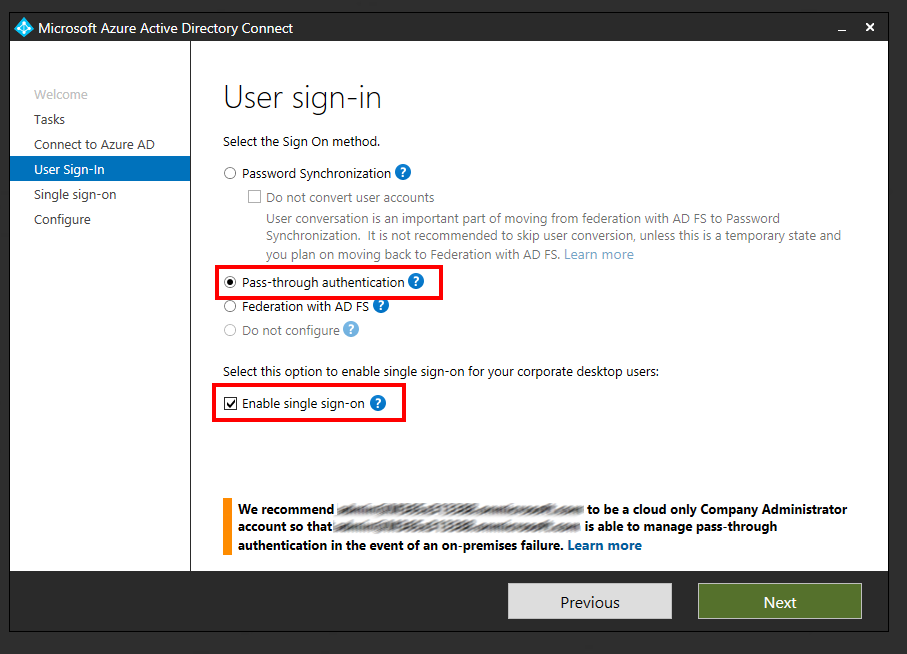 Microsoft Azure Active Directory Connect
Welcome
Tasks
Connect to Azure AD
User Sign-In
Single sign-on
Configure
User sign-in
Select the Sign On method.
Password Synchronization ?
Do not convert user accounts
User conversation is an important part of moving from federation with AD FS to Password
Synchronization. It is not recommended to skip user conversion, unless this is a temporary state and
you plan on moving back to Federation with AD FS. Learn more
Pass-through authentication ?
Federation with AD FS ?
Do not configure ?
Select this option to enable single sign-on for your corporate desktop users:
Enable single sign-on ?
We recommend to be a cloud only Company Administrator
account so that is able to manage pass-through
authentication in the event of an on-premises failure. Learn more
Previous
Next